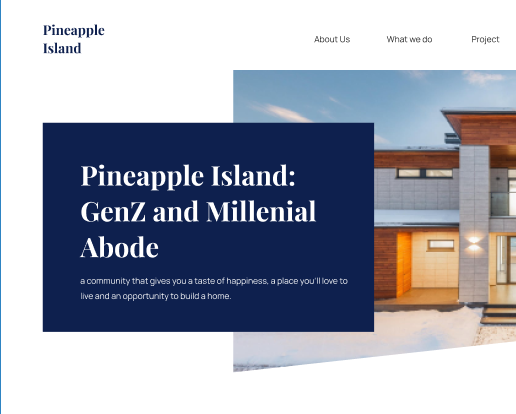 Pineapple
Island
About Us
What we do
Project
Pineapple Island:
GenZ and Millenial
Abode
a community that gives you a taste of happiness, a place you'll love to
live and an opportunity to build a home.